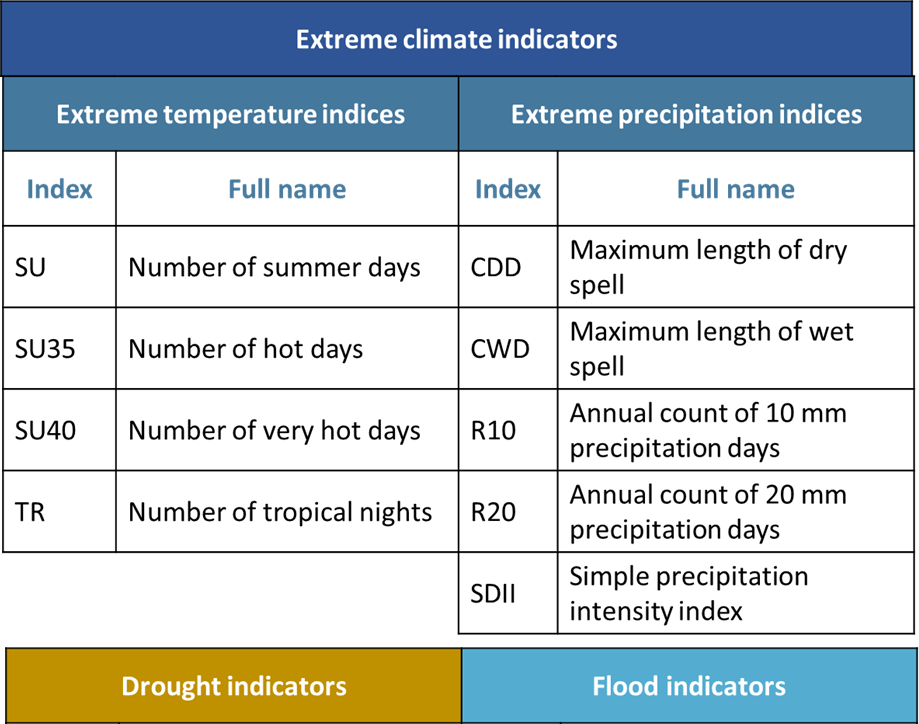 Extreme climate indicators
Extreme temperature indices
Extreme precipitation indices
Index
Full name
Index
Full name
SU
Number of summer days
CDD
Maximum length of dry
spell
SU35
Number of hot days
CWD
Maximum length of wet
spell
SU40
Number of very hot days
R10
Annual count of 10 mm
precipitation days
TR
Number of tropical nights
R20
Annual count of 20 mm
precipitation days
SDII
Simple precipitation
intensity index
Drought indicators
Flood indicators